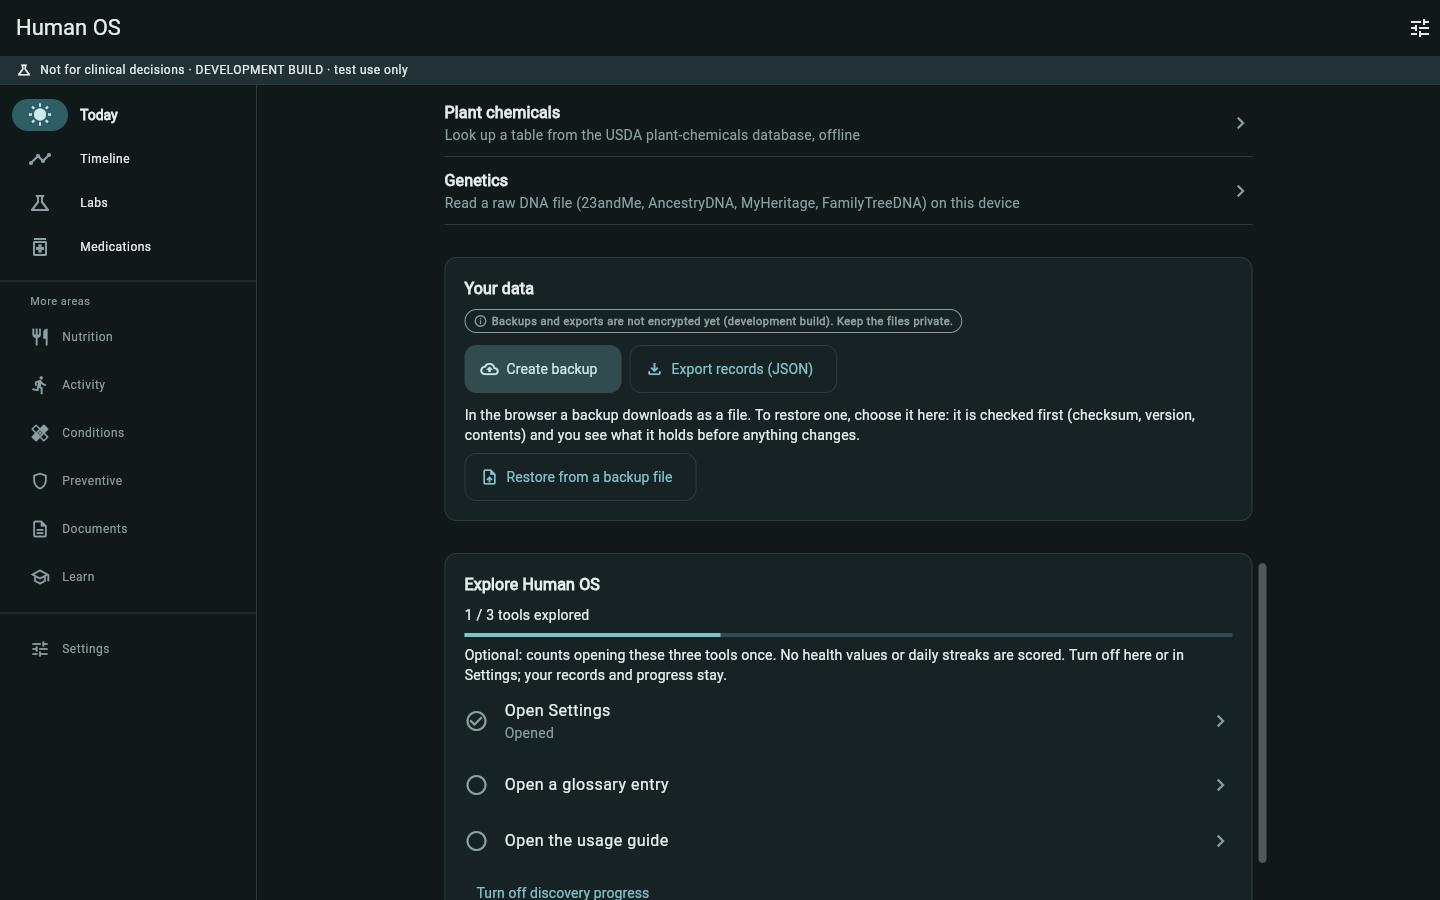 Human OS
Not for clinical decisions · DEVELOPMENT BUILD · test use only
Today
Timeline
Labs
Medications
More areas
Nutrition
Activity
Conditions
Preventive
Documents
Learn
Settings
Plant chemicals
Look up a table from the USDA plant-chemicals database, offline
Genetics
Read a raw DNA file (23andMe, AncestryDNA, MyHeritage, FamilyTreeDNA) on this device
Your data
Backups and exports are not encrypted yet (development build). Keep the files private.
Create backup
Export records (JSON)
In the browser a backup downloads as a file. To restore one, choose it here: it is checked first (checksum, version,
contents) and you see what it holds before anything changes.
Restore from a backup file
Explore Human OS
1 / 3 tools explored
Optional: counts opening these three tools once. No health values or daily streaks are scored. Turn off here or in
Settings; your records and progress stay.
Open Settings
Opened
Open a glossary entry
Open the usage guide
Turn off discovery progress